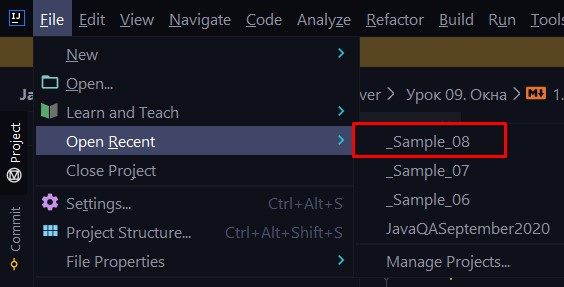 IJ File Edit View Navigate Code Analyze Refactor Build Run Tools
Ja
ver > Урок 09. Окна > M↓ 1.
New
Open...
Learn and Teach
Open Recent
Close Project
Settings... Ctrl+Alt+S
Project Structure... Ctrl+Alt+Shift+S
File Properties
_Sample_08
_Sample_07
_Sample_06
JavaQASeptember2020
Manage Projects...
Project
Commit